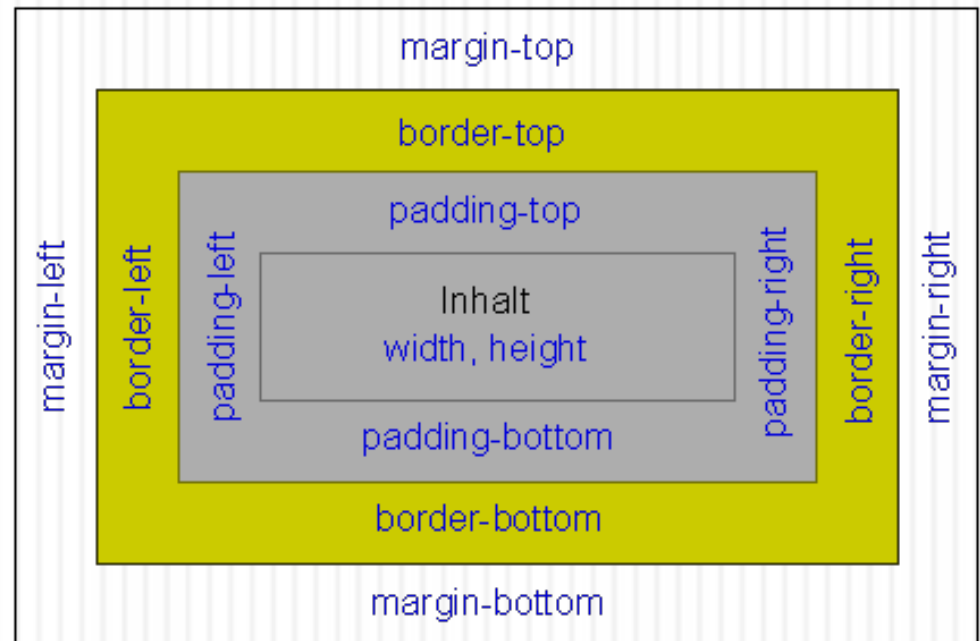 margin-top
border-top
padding-top
margin-left
border-left
padding-left
Inhalt
width, height
padding-right
border-right
margin-right
padding-bottom
border-bottom
margin-bottom